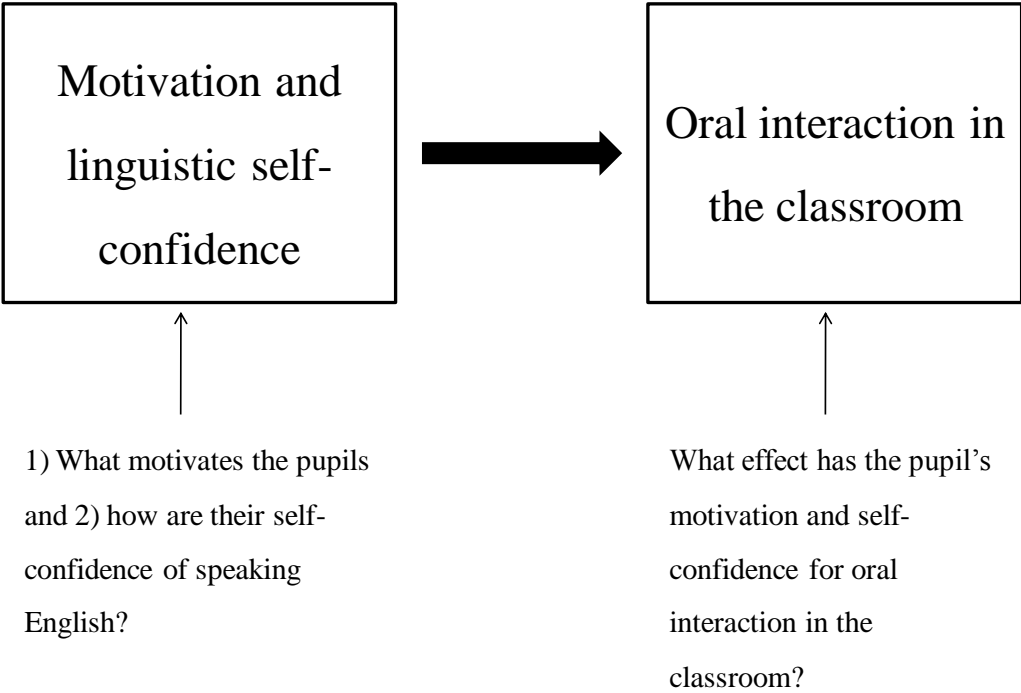 Motivation and
linguistic self-
confidence
Oral interaction in
the classroom
1) What motivates the pupils
and 2) how are their self-
confidence of speaking
English?
What effect has the pupil’s
motivation and self-
confidence for oral
interaction in the
classroom?